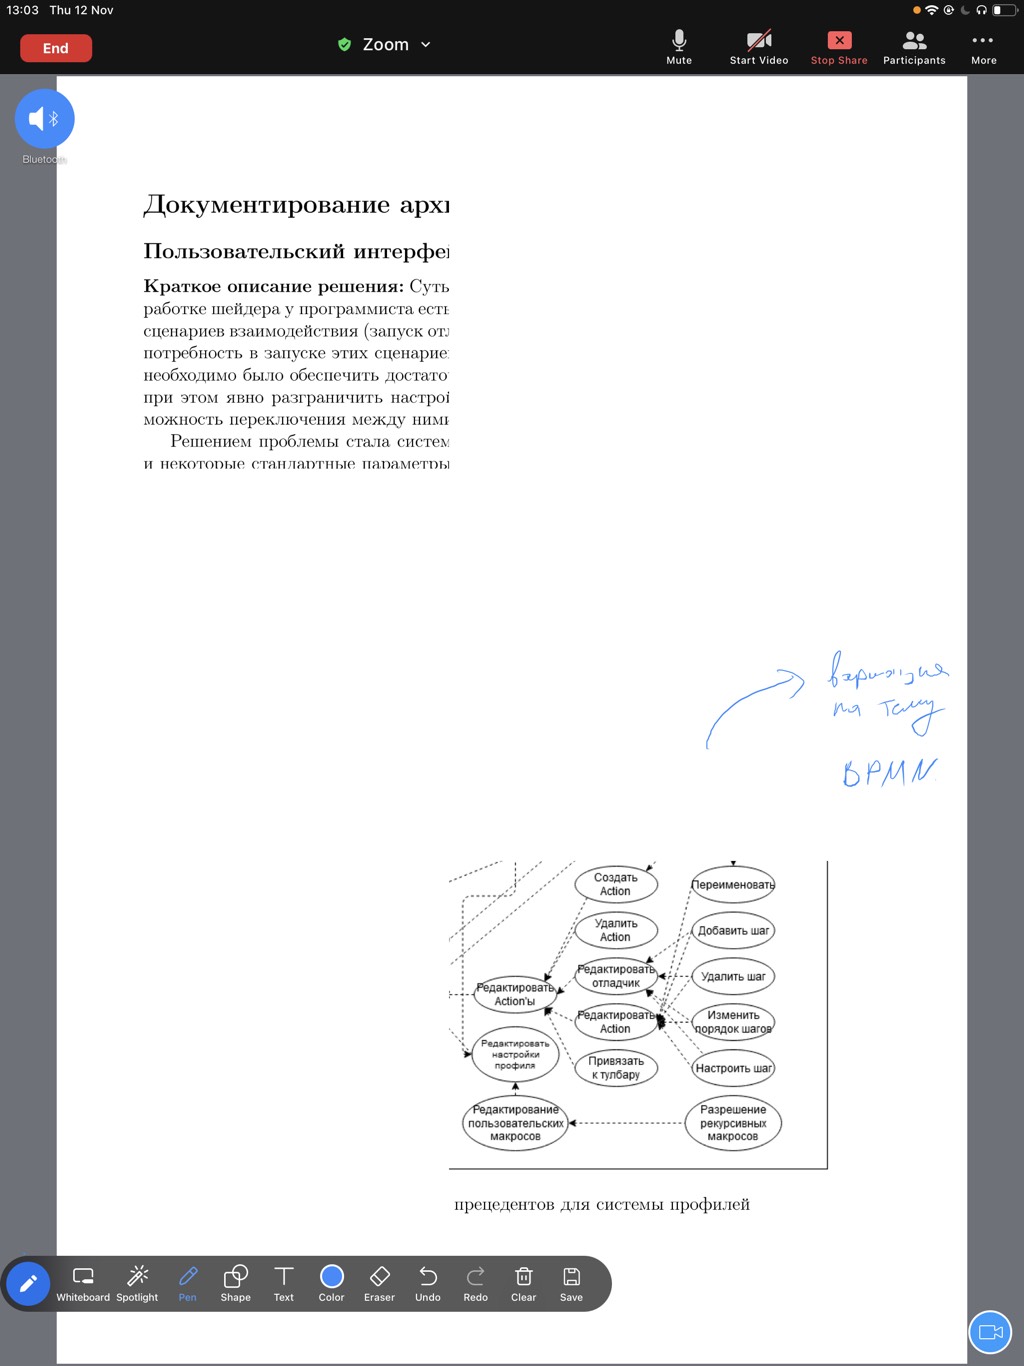 13:03 Thu 12 Nov
End
Zoom
Mute
Start Video
Stop Share
Participants
More
Bluetooth
Документирование архи
Пользовательский интерфей
Краткое описание решения: Суть
работке шейдера у программиста есть
сценариев взаимодействия (запуск отл
потребность в запуске этих сценарие
необходимо было обеспечить достато
при этом явно разграничить настрой
можность переключения между ними
Решением проблемы стала систем
и некоторые стандартные параметры
вариация
на тему
BPMN
Создать
Action
Переименовать
Удалить
Action
Добавить шаг
Редактировать
отладчик
Удалить шаг
Редактировать
Action'ы
Редактировать
Action
Изменить
порядок шагов
Редактировать
настройки
профиля
Привязать
к тулбару
Настроить шаг
Редактирование
пользовательских
макросов
Разрешение
рекурсивных
макросов
прецедентов для системы профилей
Whiteboard
Spotlight
Pen
Shape
Text
Color
Eraser
Undo
Redo
Clear
Save